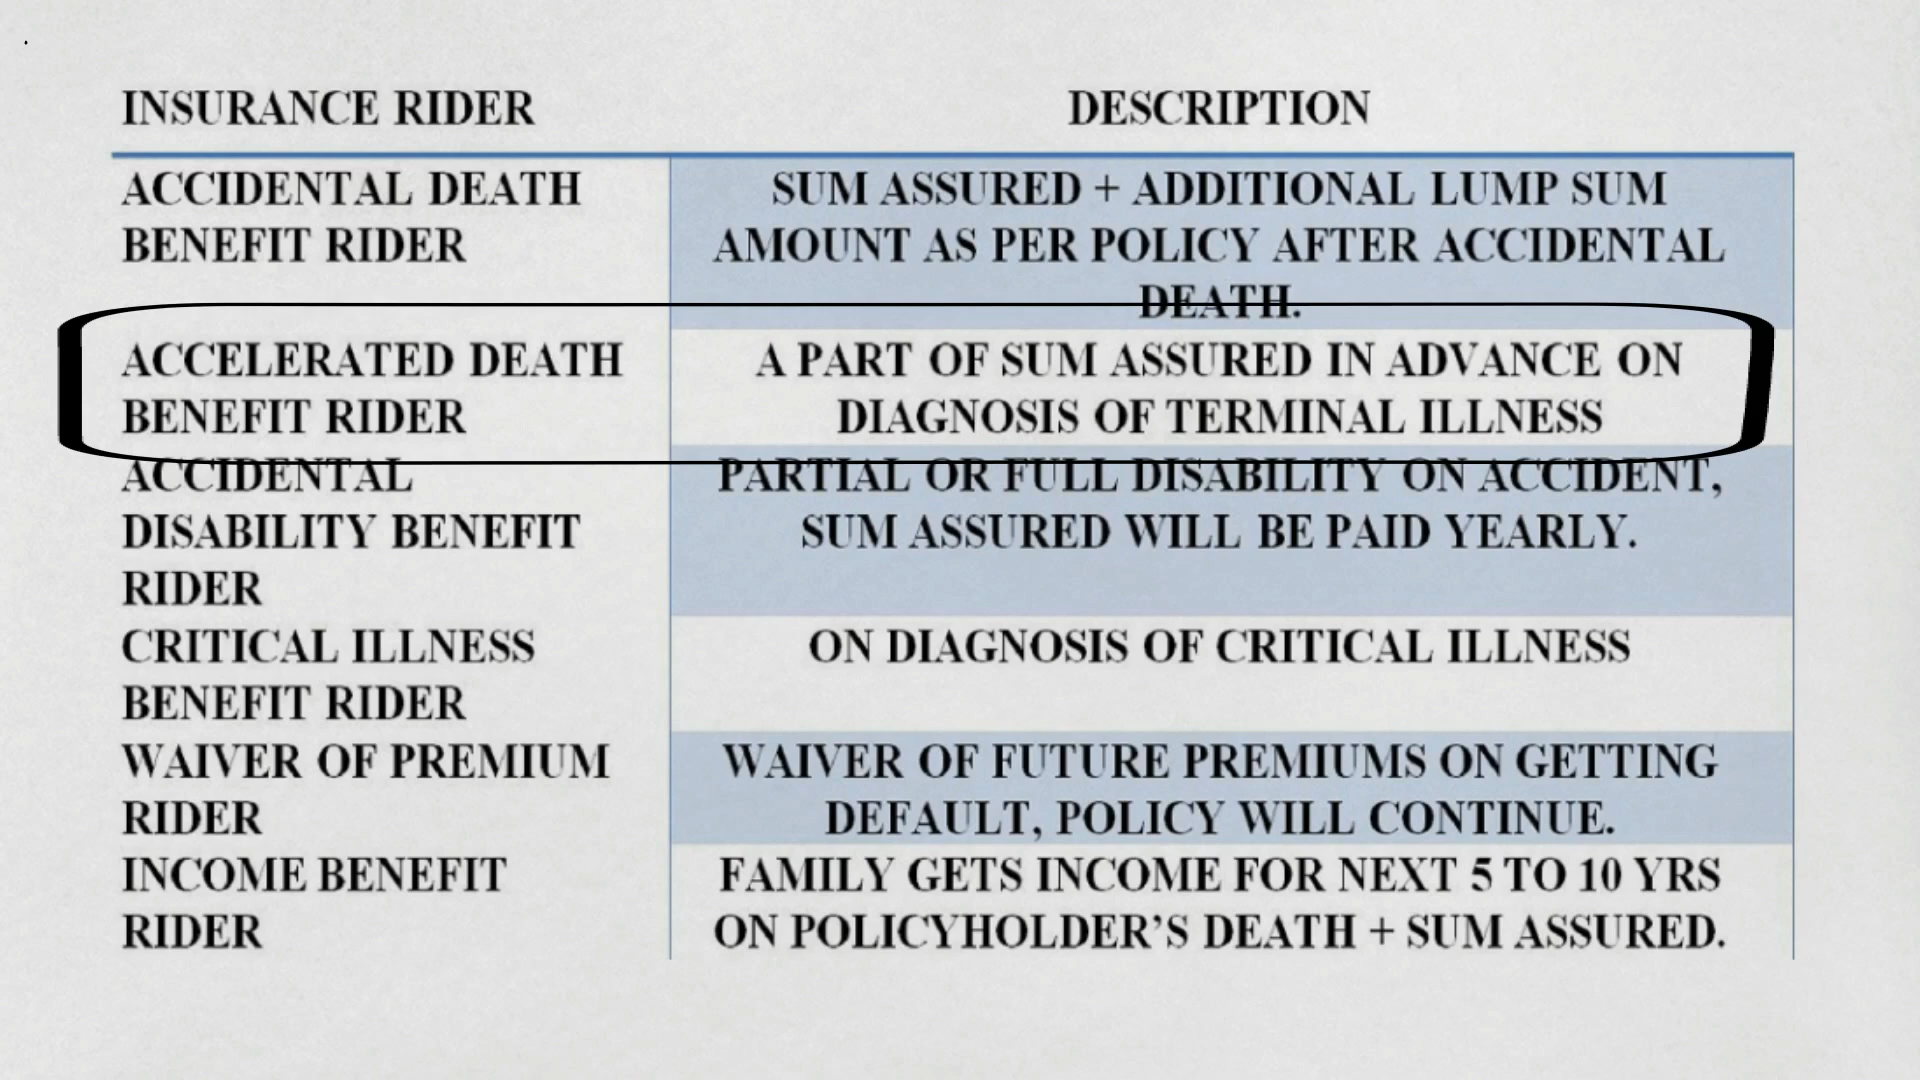 INSURANCE RIDER DESCRIPTION
ACCIDENTAL DEATH
BENEFIT RIDER
SUM ASSURED + ADDITIONAL LUMP SUM
AMOUNT AS PER POLICY AFTER ACCIDENTAL
DEATH.
ACCELERATED DEATH
BENEFIT RIDER
A PART OF SUM ASSURED IN ADVANCE ON
DIAGNOSIS OF TERMINAL ILLNESS
ACCIDENTAL
DISABILITY BENEFIT
RIDER
PARTIAL OR FULL DISABILITY ON ACCIDENT,
SUM ASSURED WILL BE PAID YEARLY.
CRITICAL ILLNESS
BENEFIT RIDER
ON DIAGNOSIS OF CRITICAL ILLNESS
WAIVER OF PREMIUM
RIDER
WAIVER OF FUTURE PREMIUMS ON GETTING
DEFAULT, POLICY WILL CONTINUE.
INCOME BENEFIT
RIDER
FAMILY GETS INCOME FOR NEXT 5 TO 10 YRS
ON POLICYHOLDER’S DEATH + SUM ASSURED.